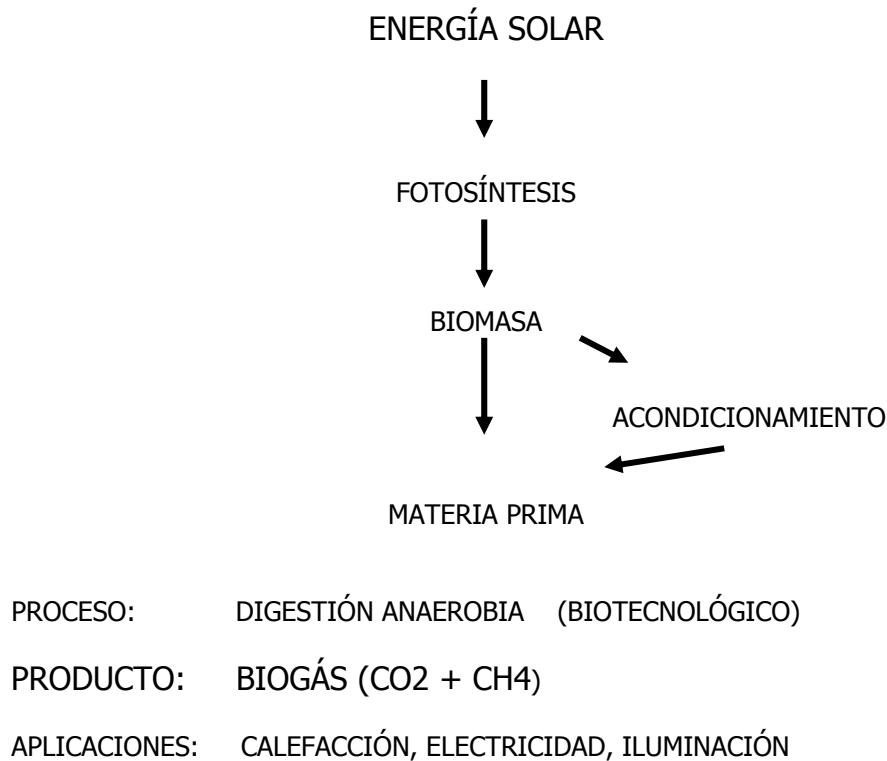 ENERGÍA SOLAR
FOTOSÍNTESIS
BIOMASA
ACONDICIONAMIENTO
MATERIA PRIMA
PROCESO: DIGESTIÓN ANAEROBIA (BIOTECNOLÓGICO)
PRODUCTO: BIOGÁS (CO2 + CH4)
APLICACIONES: CALEFACCIÓN, ELECTRICIDAD, ILUMINACIÓN